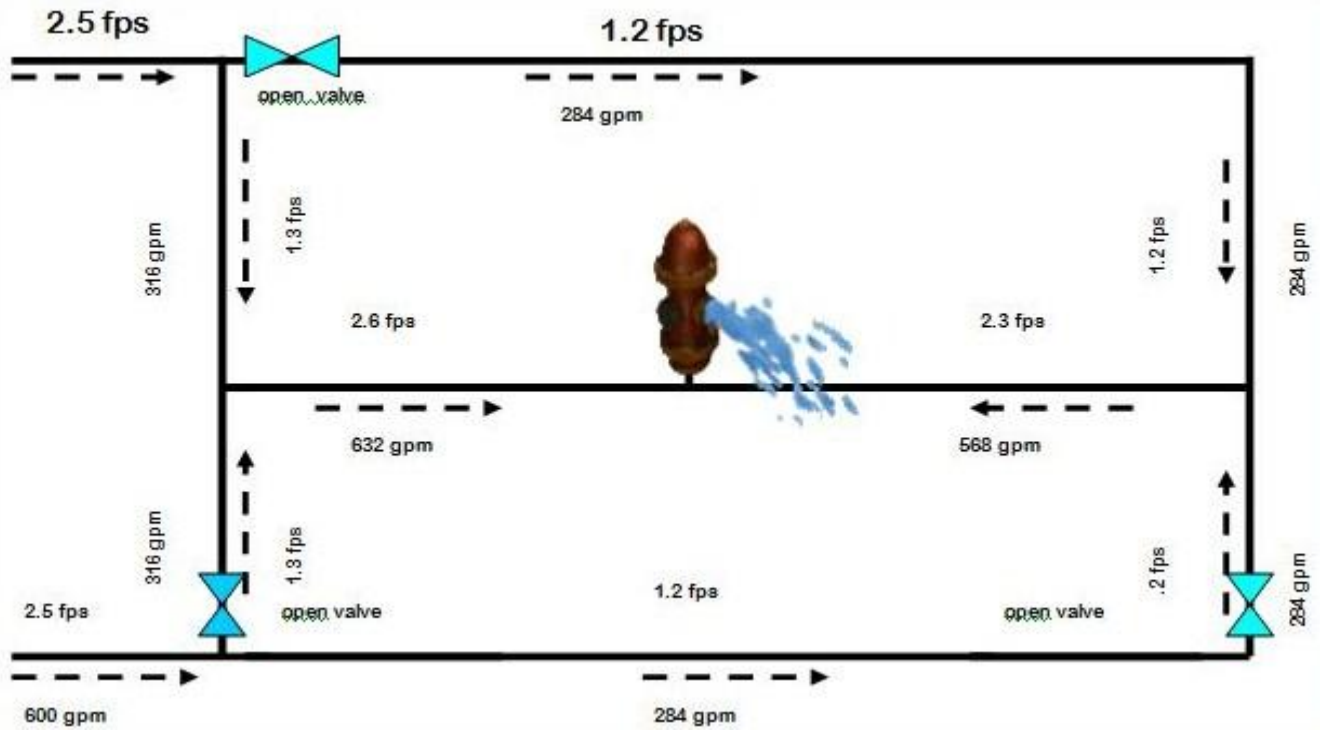 2.5 fps
1.2 fps
open valve
284 gpm
316 gpm
1.3 fps
1.2 fps
284 gpm
2.6 fps
2.3 fps
632 gpm
568 gpm
316 gpm
1.3 fps
.2 fps
284 gpm
2.5 fps
open valve
1.2 fps
open valve
600 gpm
284 gpm